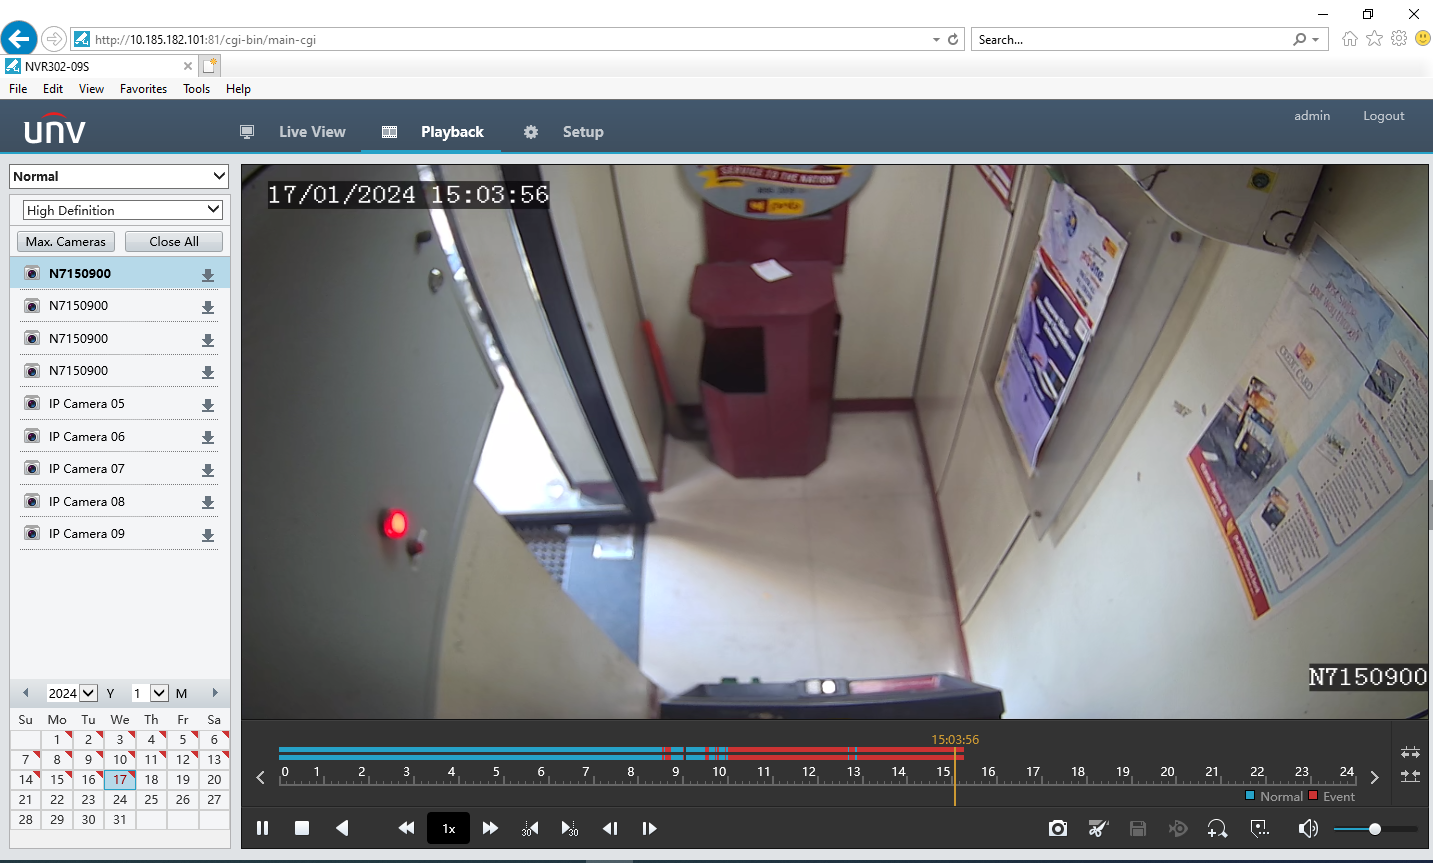 http://10.185.182.101:81/cgi-bin/main-cgi
Search...
NVR302-09S
File Edit View Favorites Tools Help
unv
Live View
Playback
Setup
admin
Logout
Normal
High Definition
Max. Cameras
Close All
N7150900
N7150900
N7150900
N7150900
IP Camera 05
IP Camera 06
IP Camera 07
IP Camera 08
IP Camera 09
2024 Y 1 M
Su Mo Tu We Th Fr Sa
1 2 3 4 5 6
7 8 9 10 11 12 13
14 15 16 17 18 19 20
21 22 23 24 25 26 27
28 29 30 31
17/01/2024 15:03:56
SERVICE TO THE NATION
CREDIT CARD
N7150900
15:03:56
0 1 2 3 4 5 6 7 8 9 10 11 12 13 14 15 16 17 18 19 20 21 22 23 24
Normal
Event
1x
30
30